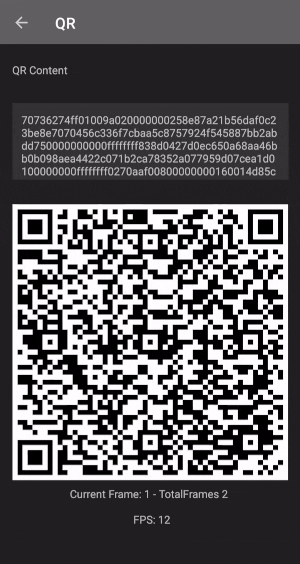 QR
QR Content
70736274ff01009a020000000258e87a21b56daf0c2
3be8e7070456c336f7cbaa5c8757924f545887bb2ab
dd750000000000ffffffff838d0427d0ec650a68aa46b
b0b098aea4422c071b2ca78352a077959d07cea1d0
100000000ffffffff0270aaf00800000000160014d85c
Current Frame: 1 - TotalFrames 2
FPS: 12